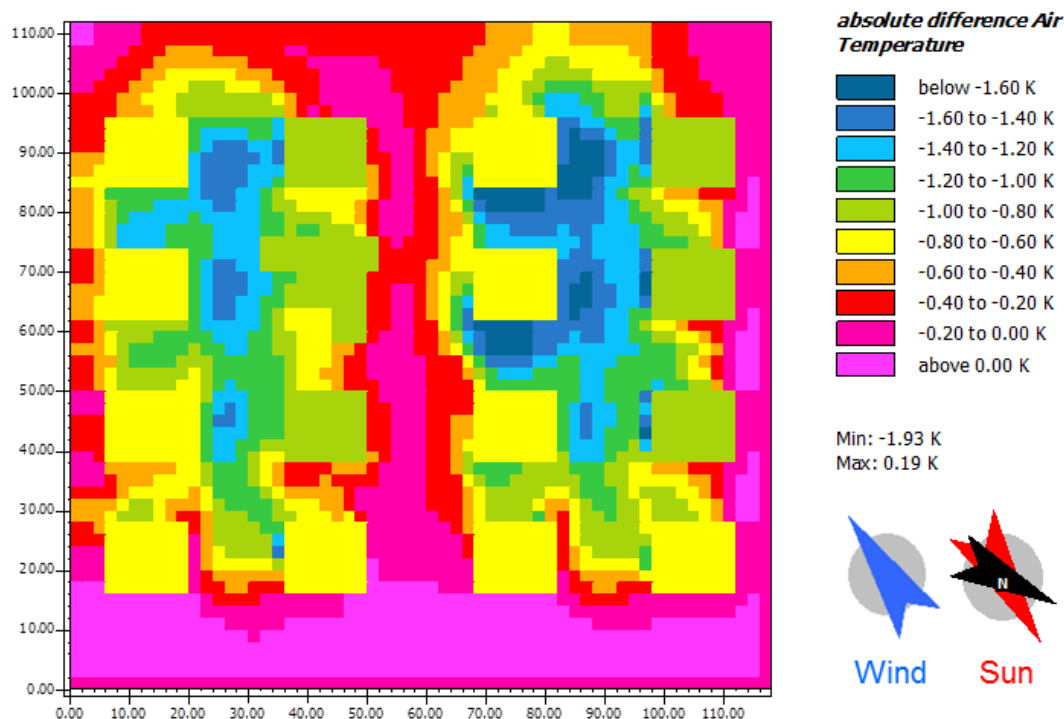 absolute difference Air
Temperature
below -1.60 K
-1.60 to -1.40 K
-1.40 to -1.20 K
-1.20 to -1.00 K
-1.00 to -0.80 K
-0.80 to -0.60 K
-0.60 to -0.40 K
-0.40 to -0.20 K
-0.20 to 0.00 K
above 0.00 K
Min: -1.93 K
Max: 0.19 K
N
Wind
Sun
110.00
100.00
90.00
80.00
70.00
60.00
50.00
40.00
30.00
20.00
10.00
0.00
0.00 10.00 20.00 30.00 40.00 50.00 60.00 70.00 80.00 90.00 100.00 110.00